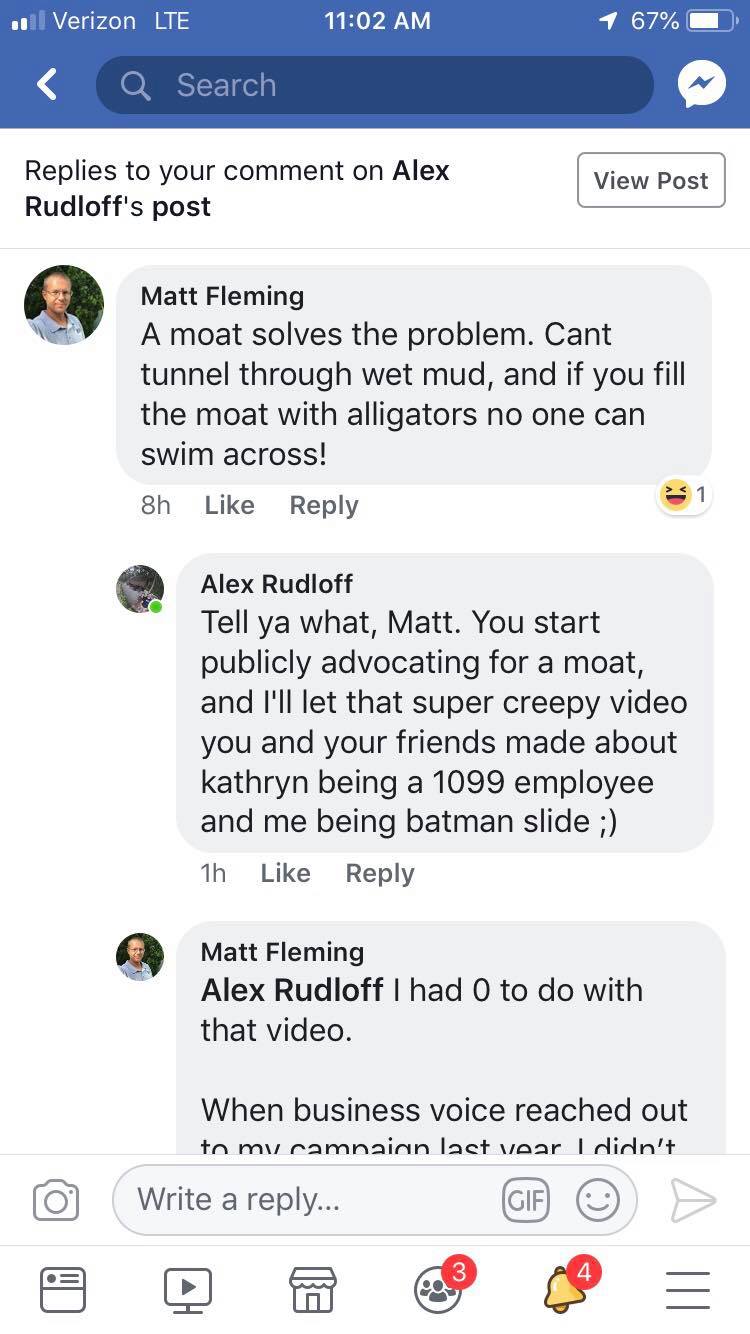 Verizon LTE 11:02 AM 67%
Search
Replies to your comment on Alex
Rudloff's post
View Post
Matt Fleming
A moat solves the problem. Cant
tunnel through wet mud, and if you fill
the moat with alligators no one can
swim across!
8h Like Reply 1
Alex Rudloff
Tell ya what, Matt. You start
publicly advocating for a moat,
and I'll let that super creepy video
you and your friends made about
kathryn being a 1099 employee
and me being batman slide ;)
1h Like Reply
Matt Fleming
Alex Rudloff I had 0 to do with
that video.
When business voice reached out
to my campaign last year, I didn't
Write a reply... GIF
3 4